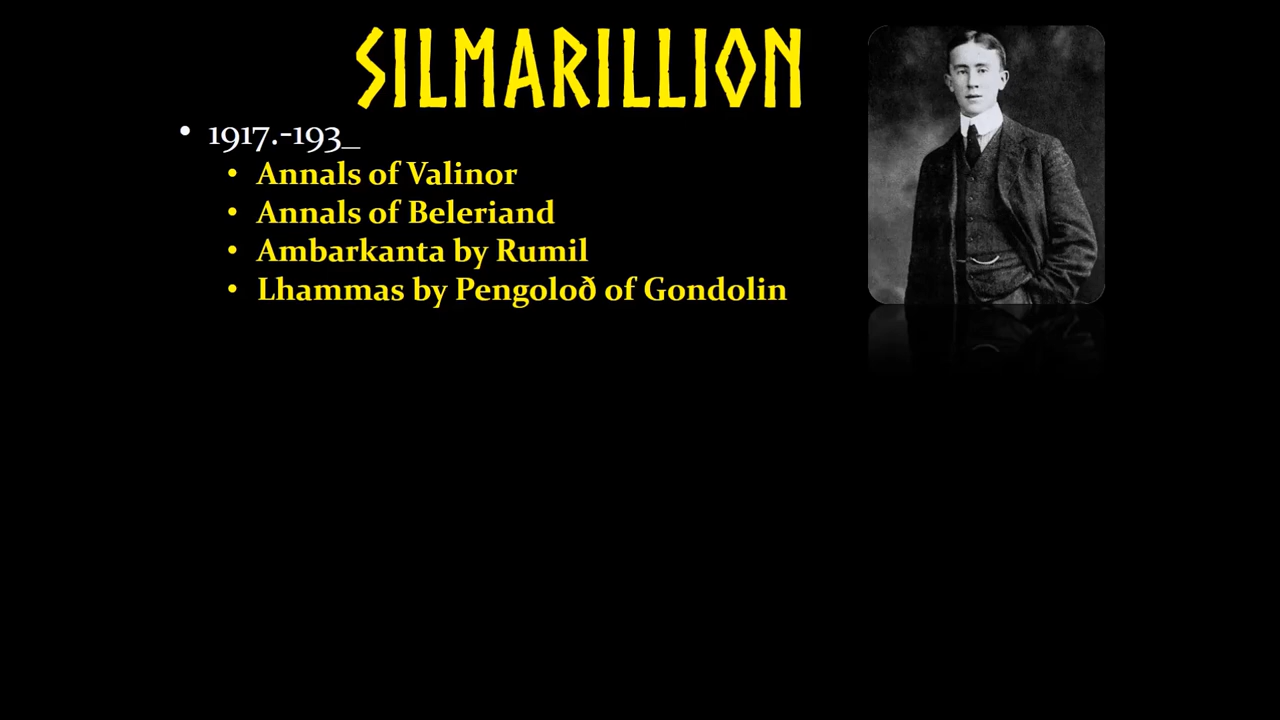 SILMARILLION
• 1917.-193_
• Annals of Valinor
• Annals of Beleriand
• Ambarkanta by Rumil
• Lhammas by Pengoloð of Gondolin